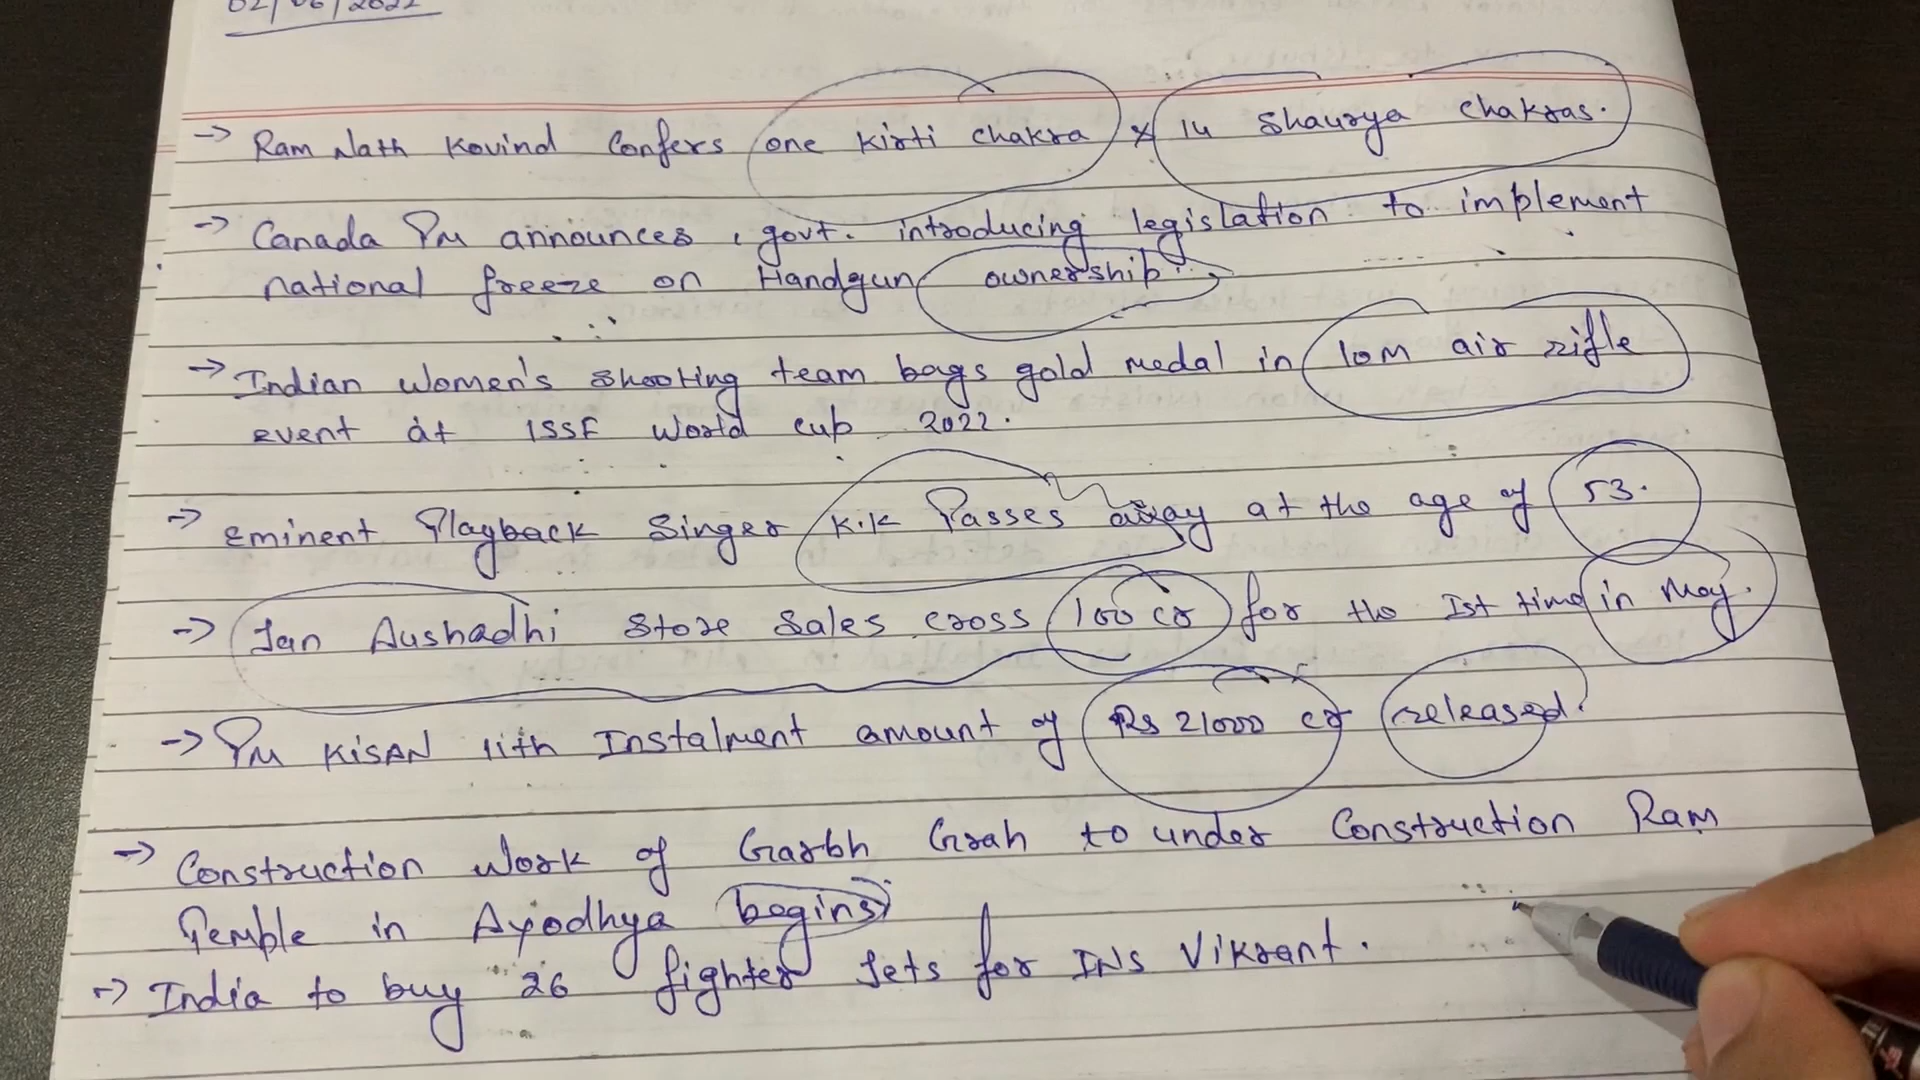 02/06/2022
-> Ram Nath Kovind Confers one Kirti chakra & 14 Shaurya chakras.
-> Canada PM announces, govt. introducing legislation to implement
national freeze on Handgun ownership.
-> Indian Women's Shooting team bags gold medal in 10M air rifle
event at ISSF World cup 2022.
-> Eminent Playback Singer K.K Passes away at the age of 53.
-> Jan Aushadhi Store Sales cross 100 cr for the Ist time in May.
-> PM KISAN 11th Instalment amount of Rs 21000 cr released.
-> Construction work of Garbh Grah to under Construction Ram
Temple in Ayodhya begins
-> India to buy 26 fighter Jets for INS Vikrant.